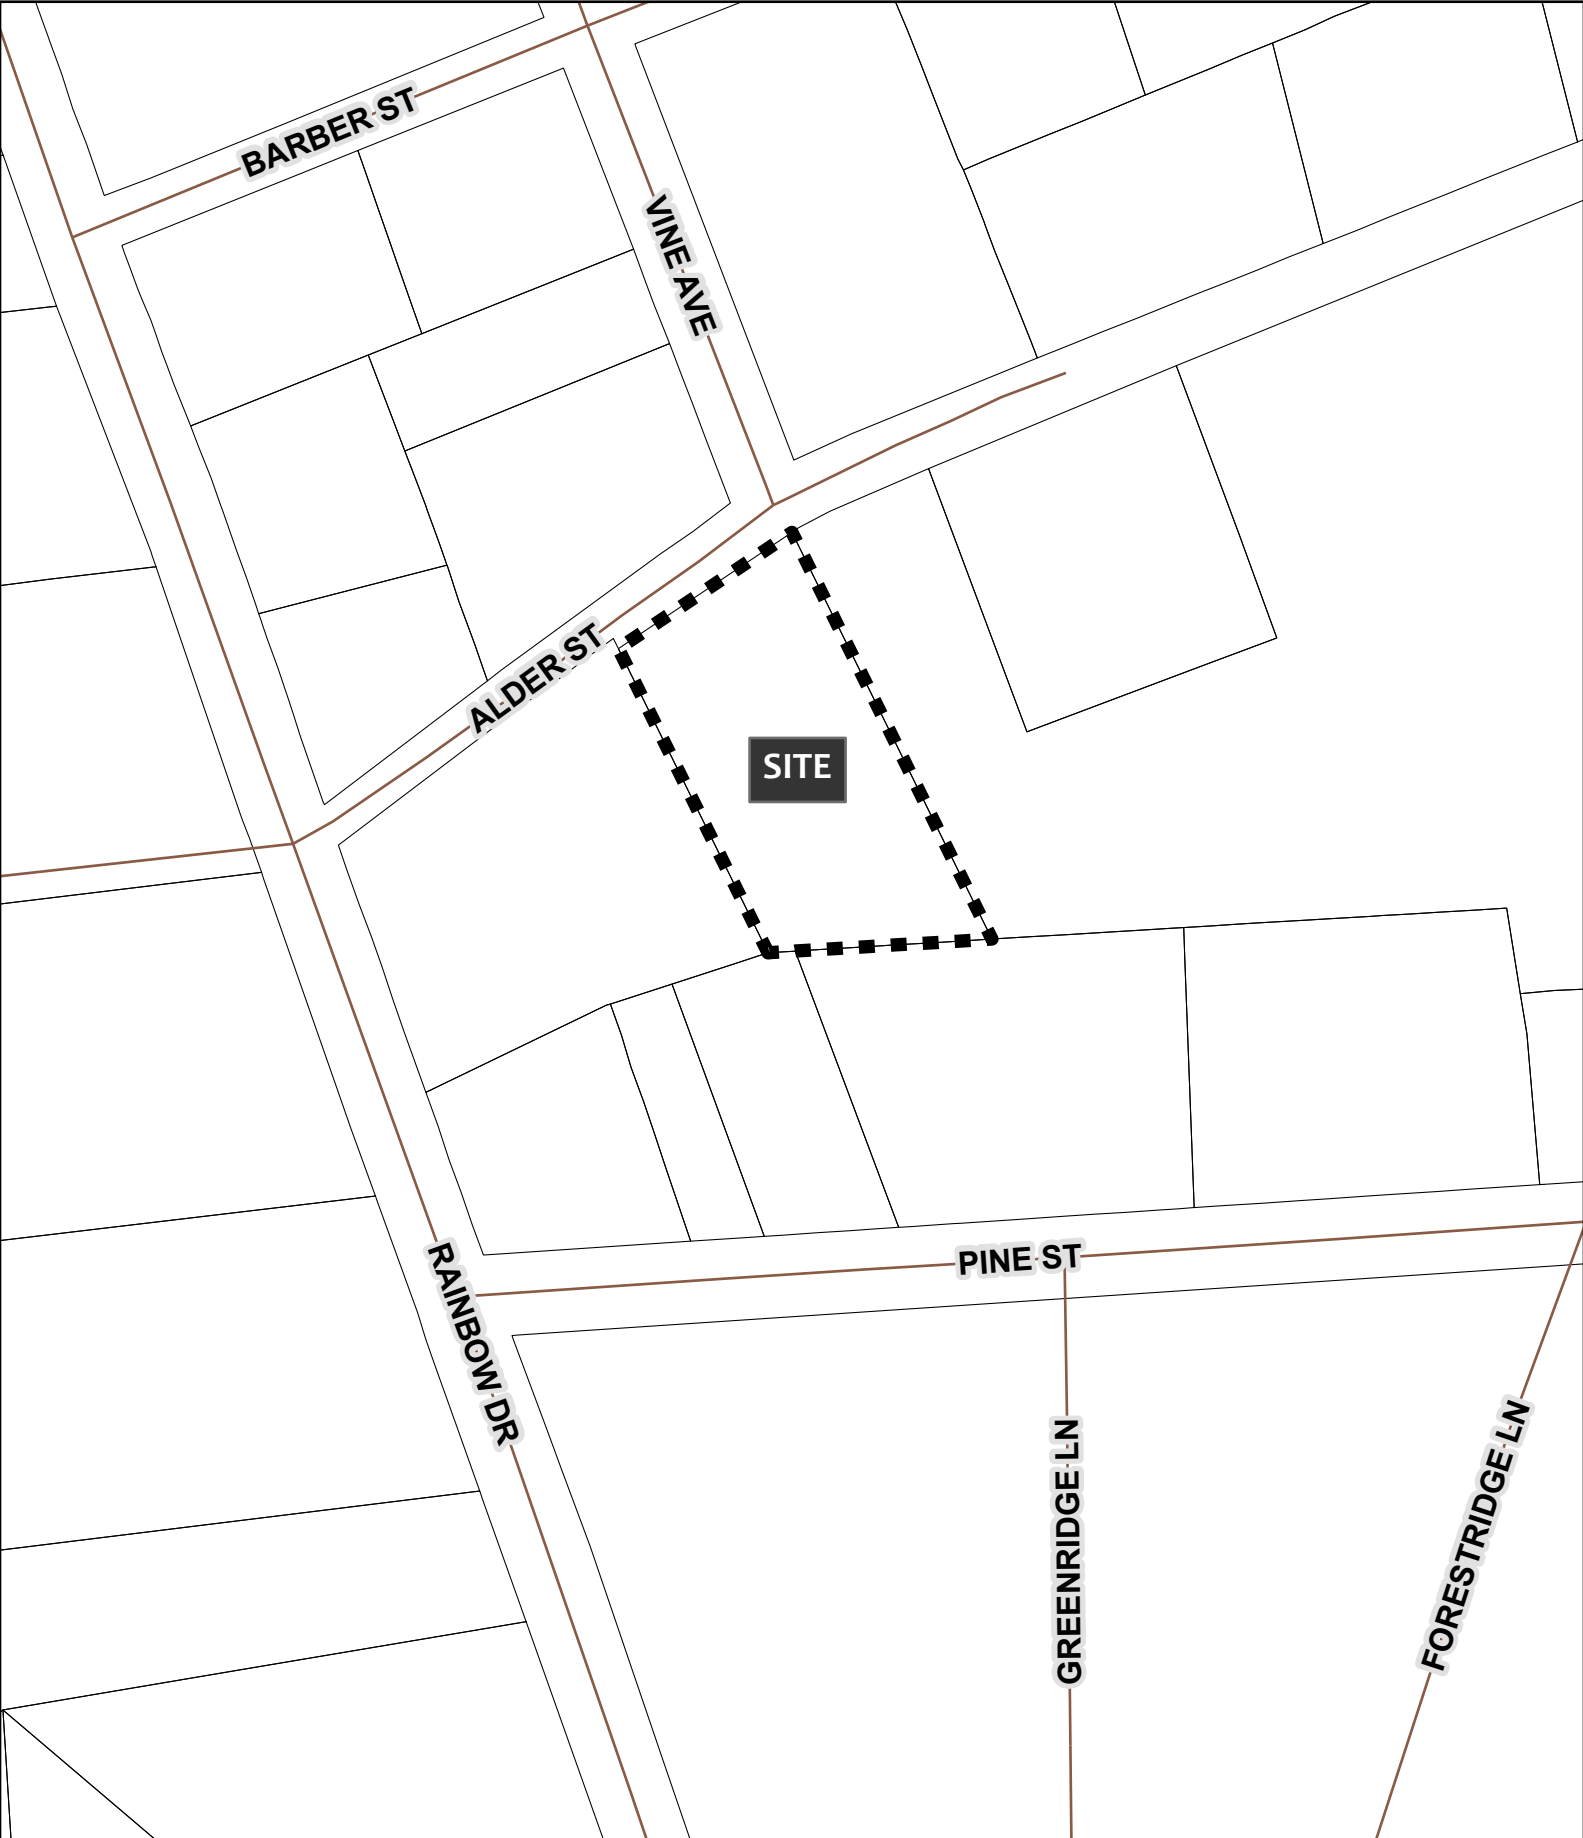 BARBER ST
VINE AVE
ALDER ST
SITE
RAINBOW DR
PINE ST
GREENRIDGE LN
FORESTRIDGE LN